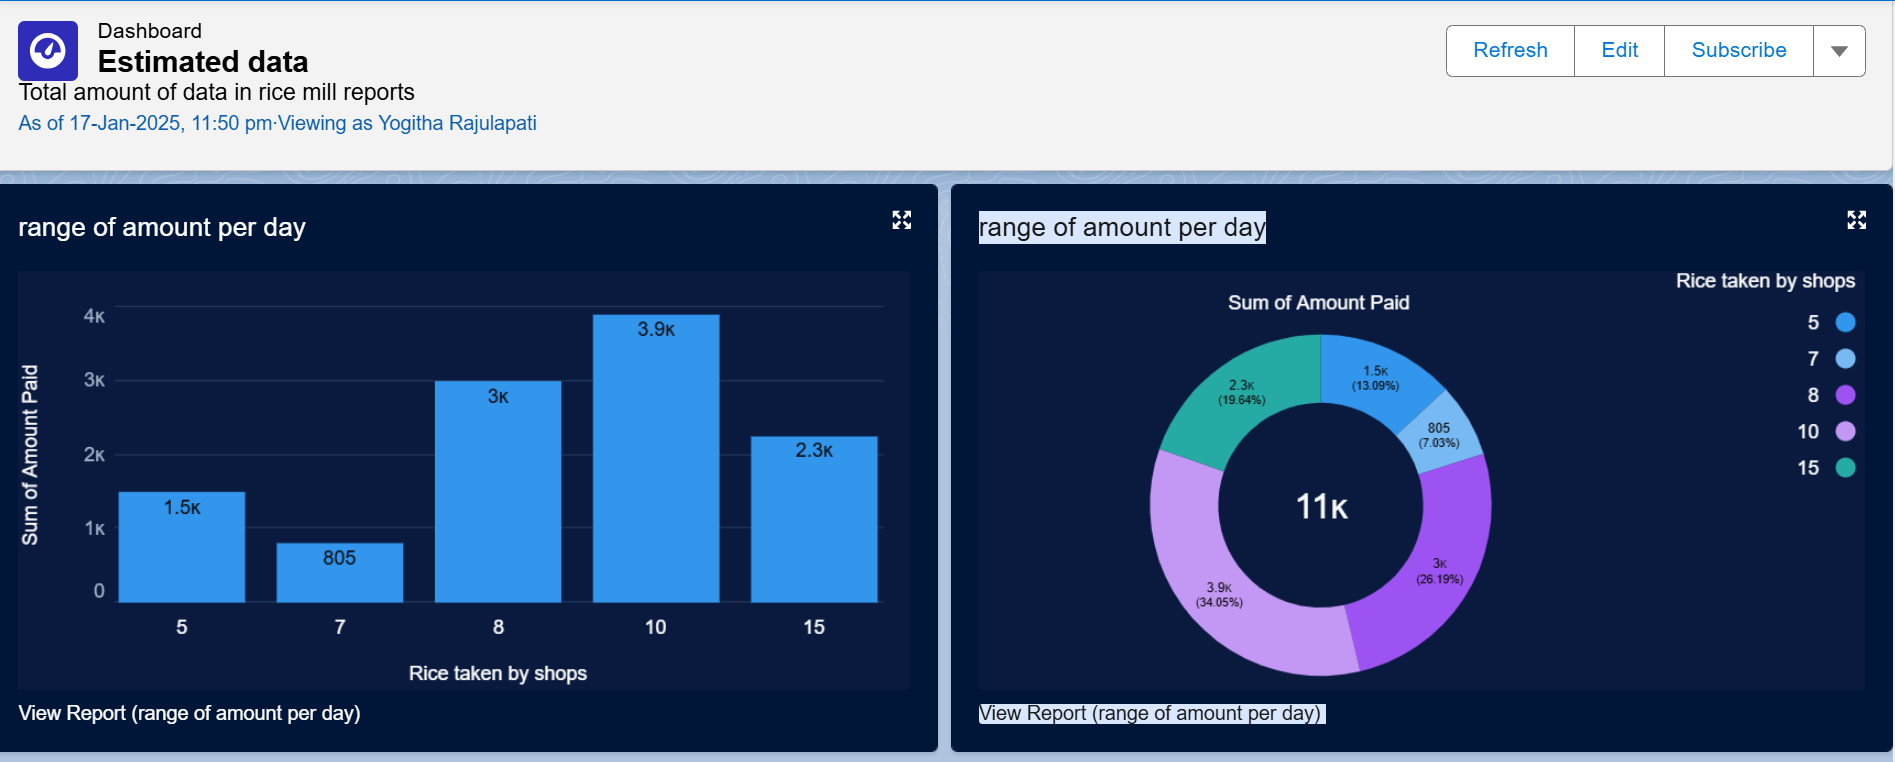 Dashboard
Estimated data
Total amount of data in rice mill reports
As of 17-Jan-2025, 11:50 pm·Viewing as Yogitha Rajulapati
Refresh
Edit
Subscribe
range of amount per day
Sum of Amount Paid
4K
3K
2K
1K
0
1.5K
805
3K
3.9K
2.3K
5
7
8
10
15
Rice taken by shops
View Report (range of amount per day)
range of amount per day
Rice taken by shops
5
7
8
10
15
Sum of Amount Paid
1.5K
(13.09%)
805
(7.03%)
3K
(26.19%)
3.9K
(34.05%)
2.3K
(19.64%)
11K
View Report (range of amount per day)